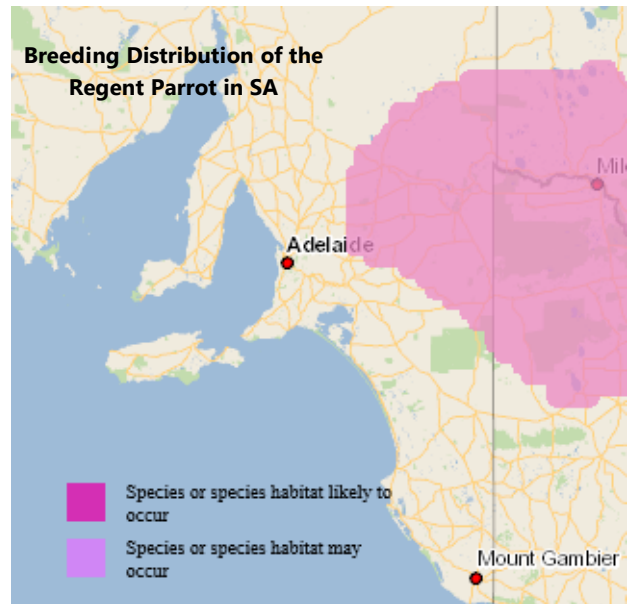 Breeding Distribution of the
Regent Parrot in SA
Mil
Adelaide
Species or species habitat likely to
occur
Species or species habitat may
occur
Mount Gambier